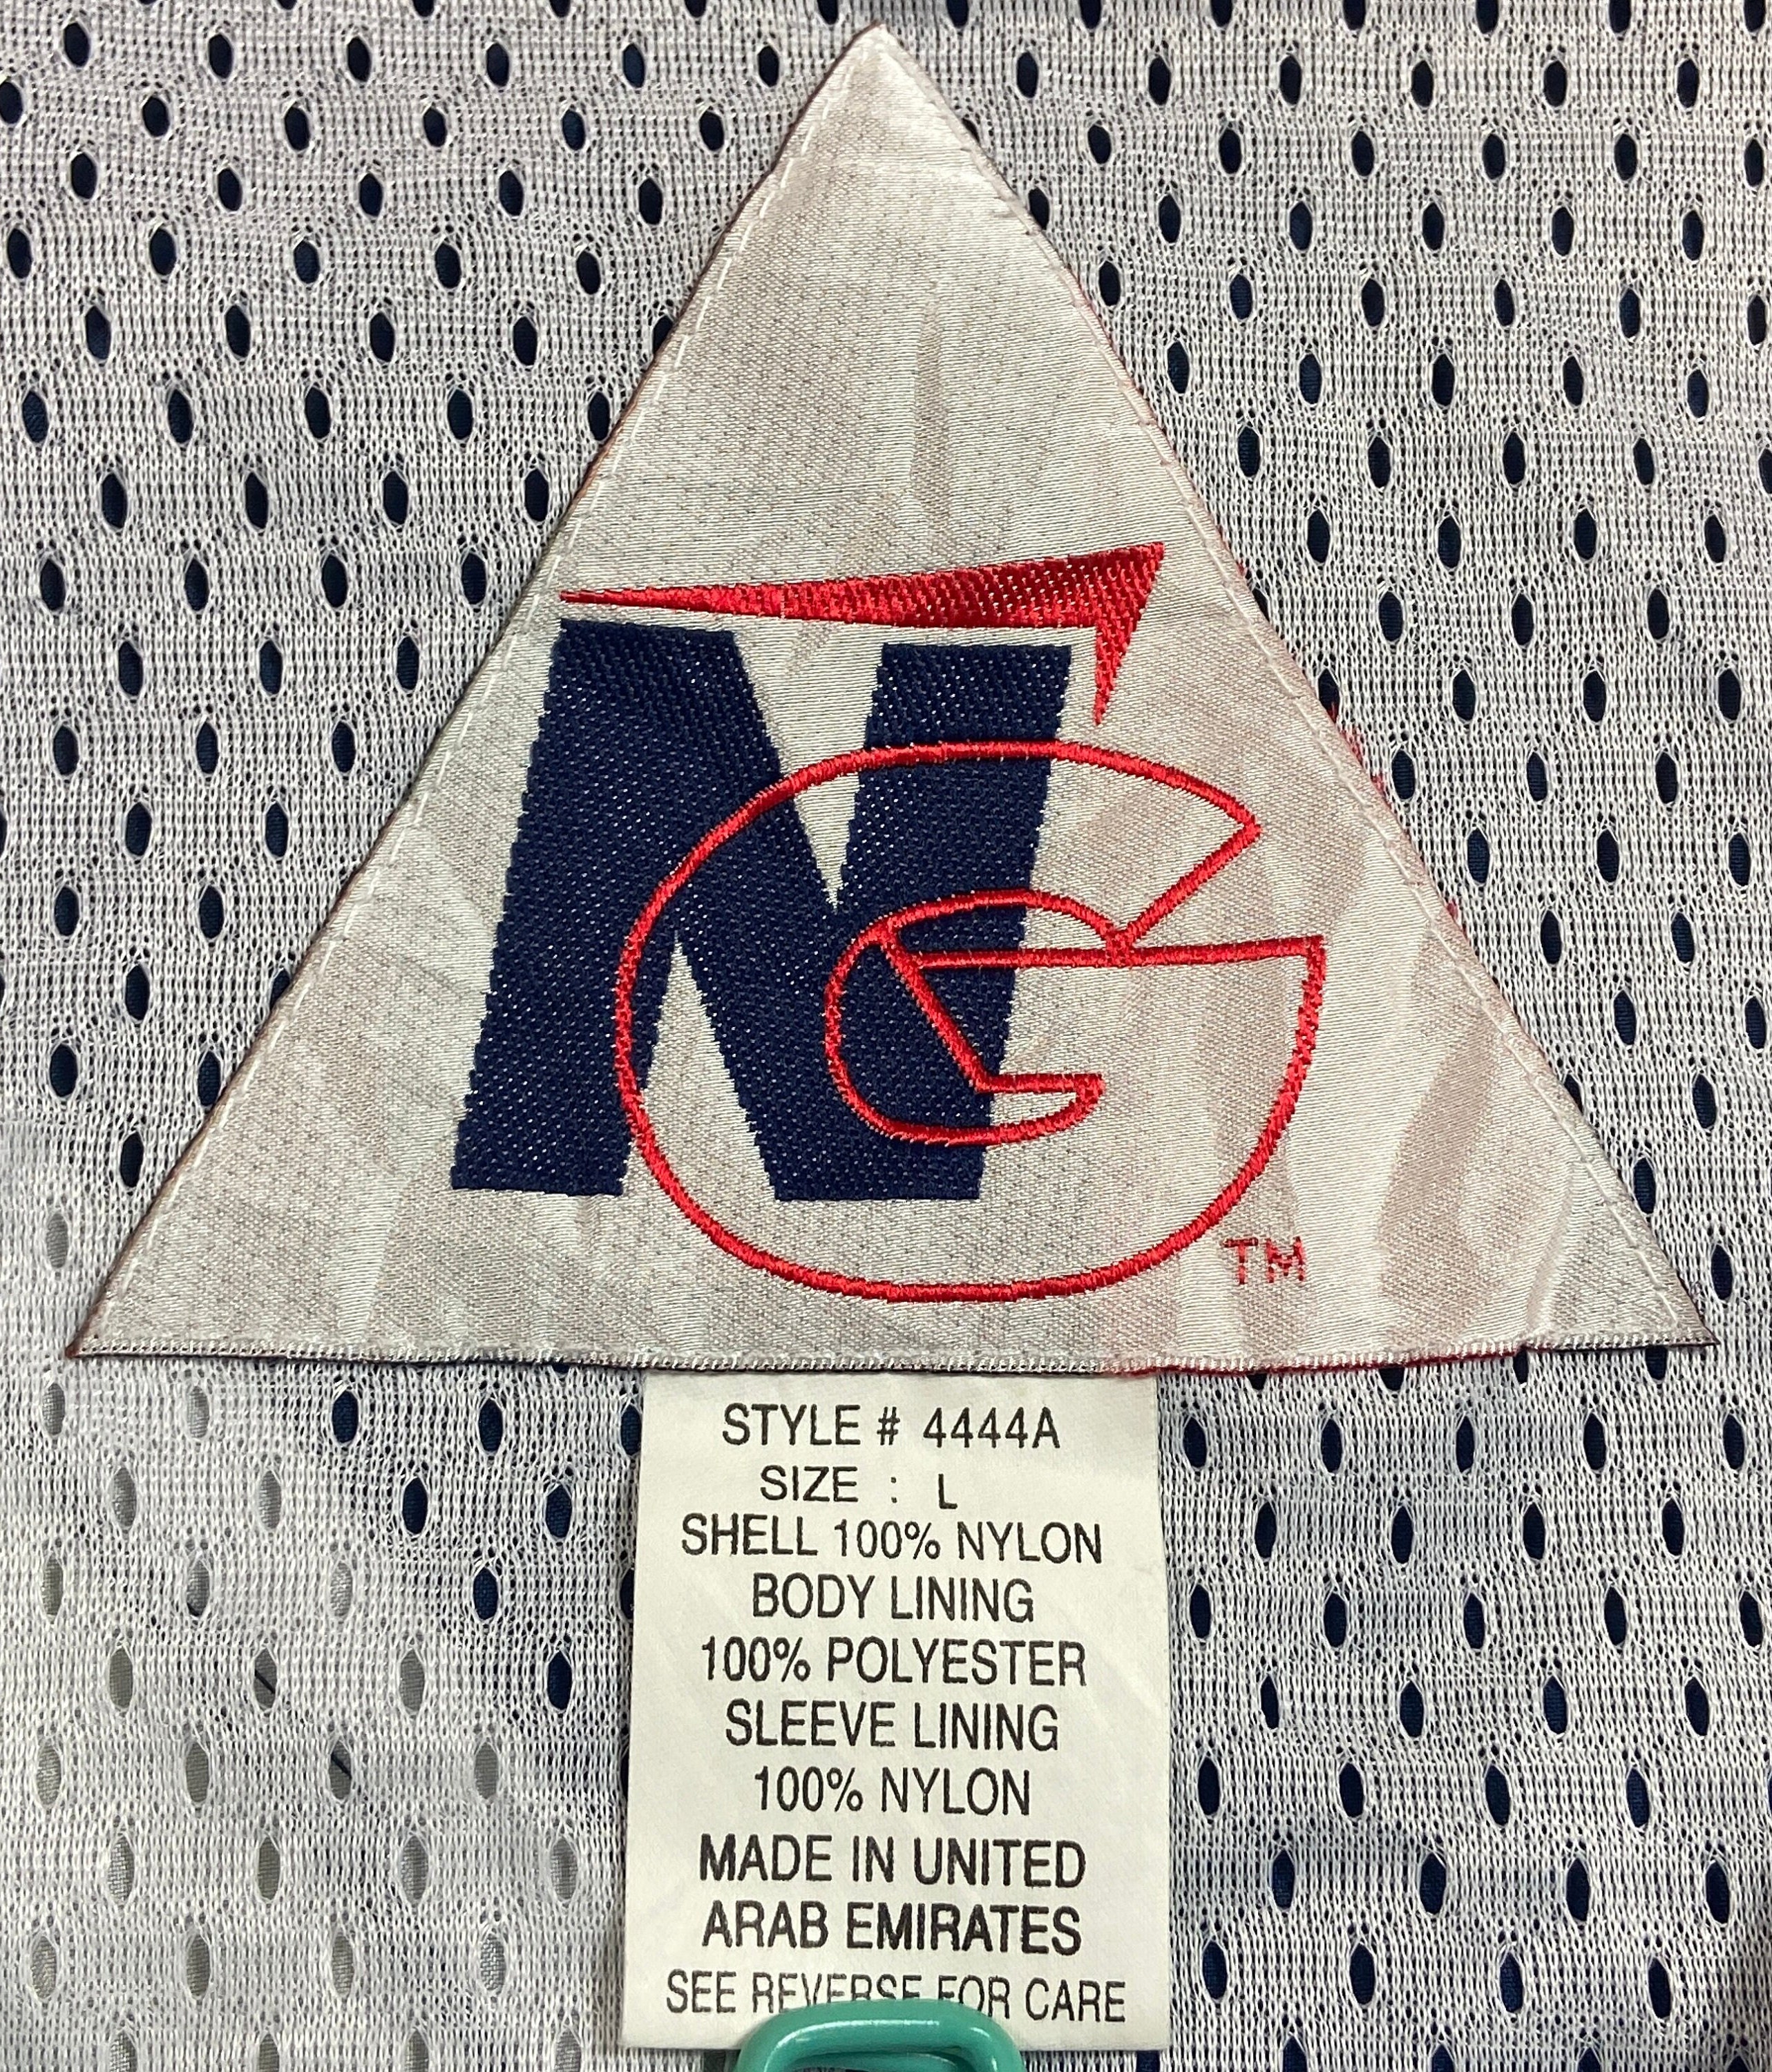 NG
TM
STYLE # 4444A
SIZE : L
SHELL 100% NYLON
BODY LINING
100% POLYESTER
SLEEVE LINING
100% NYLON
MADE IN UNITED
ARAB EMIRATES
SEE REVERSE FOR CARE